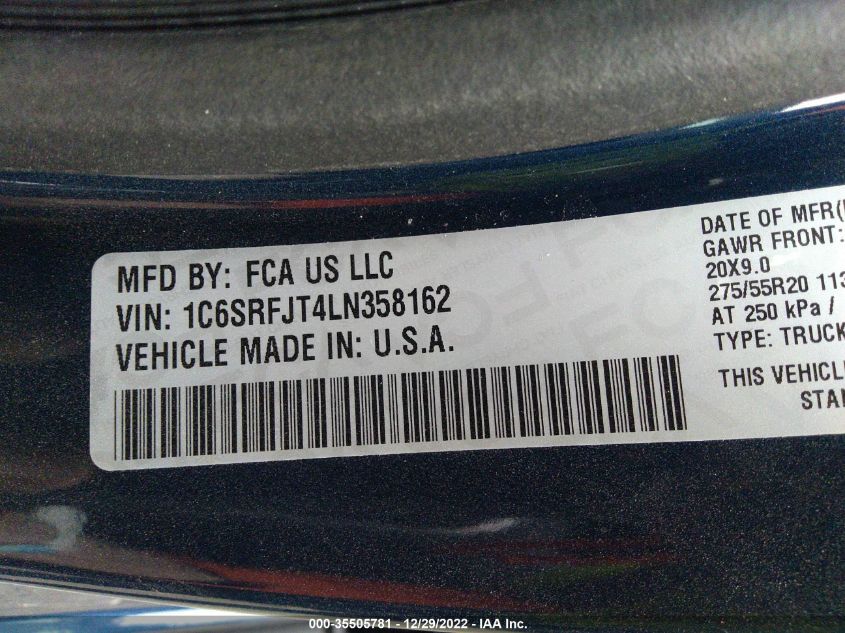 MFD BY: FCA US LLC
VIN: 1C6SRFJT4LN358162
VEHICLE MADE IN: U.S.A.
DATE OF MFR(
GAWR FRONT:
20X9.0
275/55R20 113
AT 250 kPa /
TYPE: TRUCK
THIS VEHICL
STAN
000-35505781 - 12/29/2022 - IAA Inc.